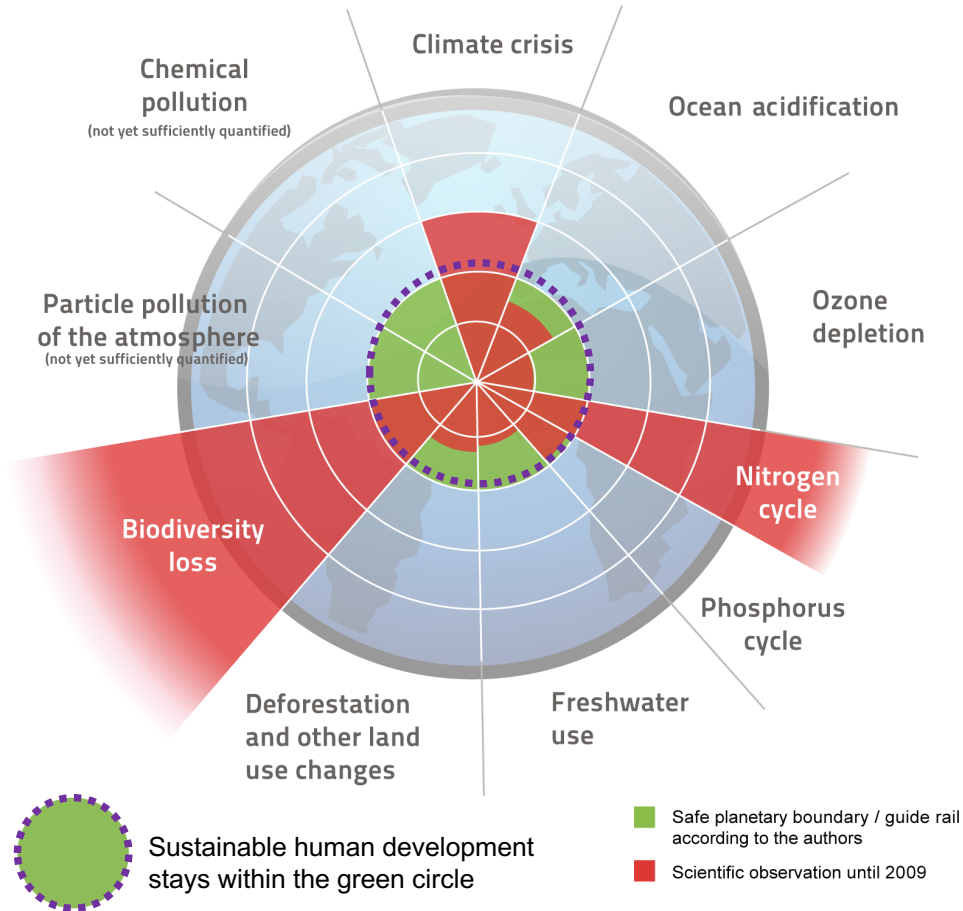 Climate crisis
Chemical
pollution
(not yet sufficiently quantified)
Ocean acidification
Particle pollution
of the atmosphere
(not yet sufficiently quantified)
Ozone
depletion
Nitrogen
cycle
Biodiversity
loss
Phosphorus
cycle
Deforestation
and other land
use changes
Freshwater
use
Sustainable human development
stays within the green circle
Safe planetary boundary / guide rail
according to the authors
Scientific observation until 2009